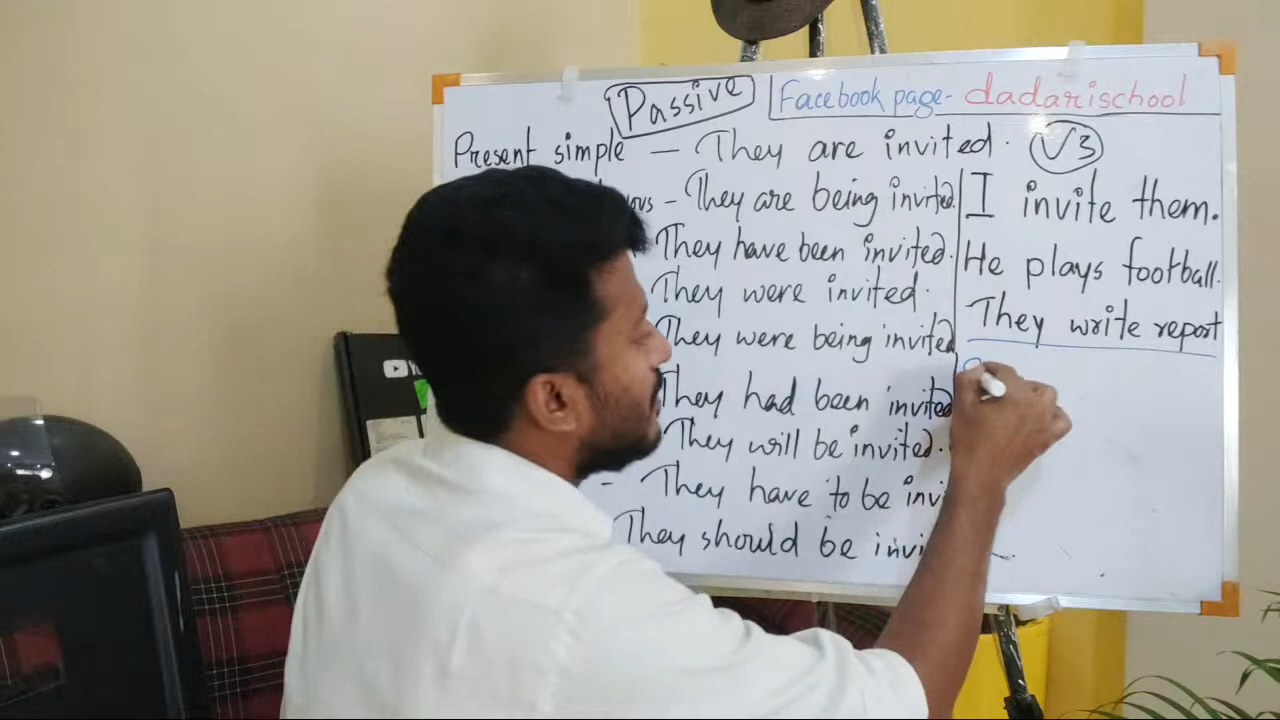 Passive
Facebook page- dadarischool
Present simple — They are invited. V3
- They are being invited.
They have been invited.
They were invited.
They were being invited
They had been invited
They will be invited.
- They have to be
They should be
I invite them.
He plays football.
They write report